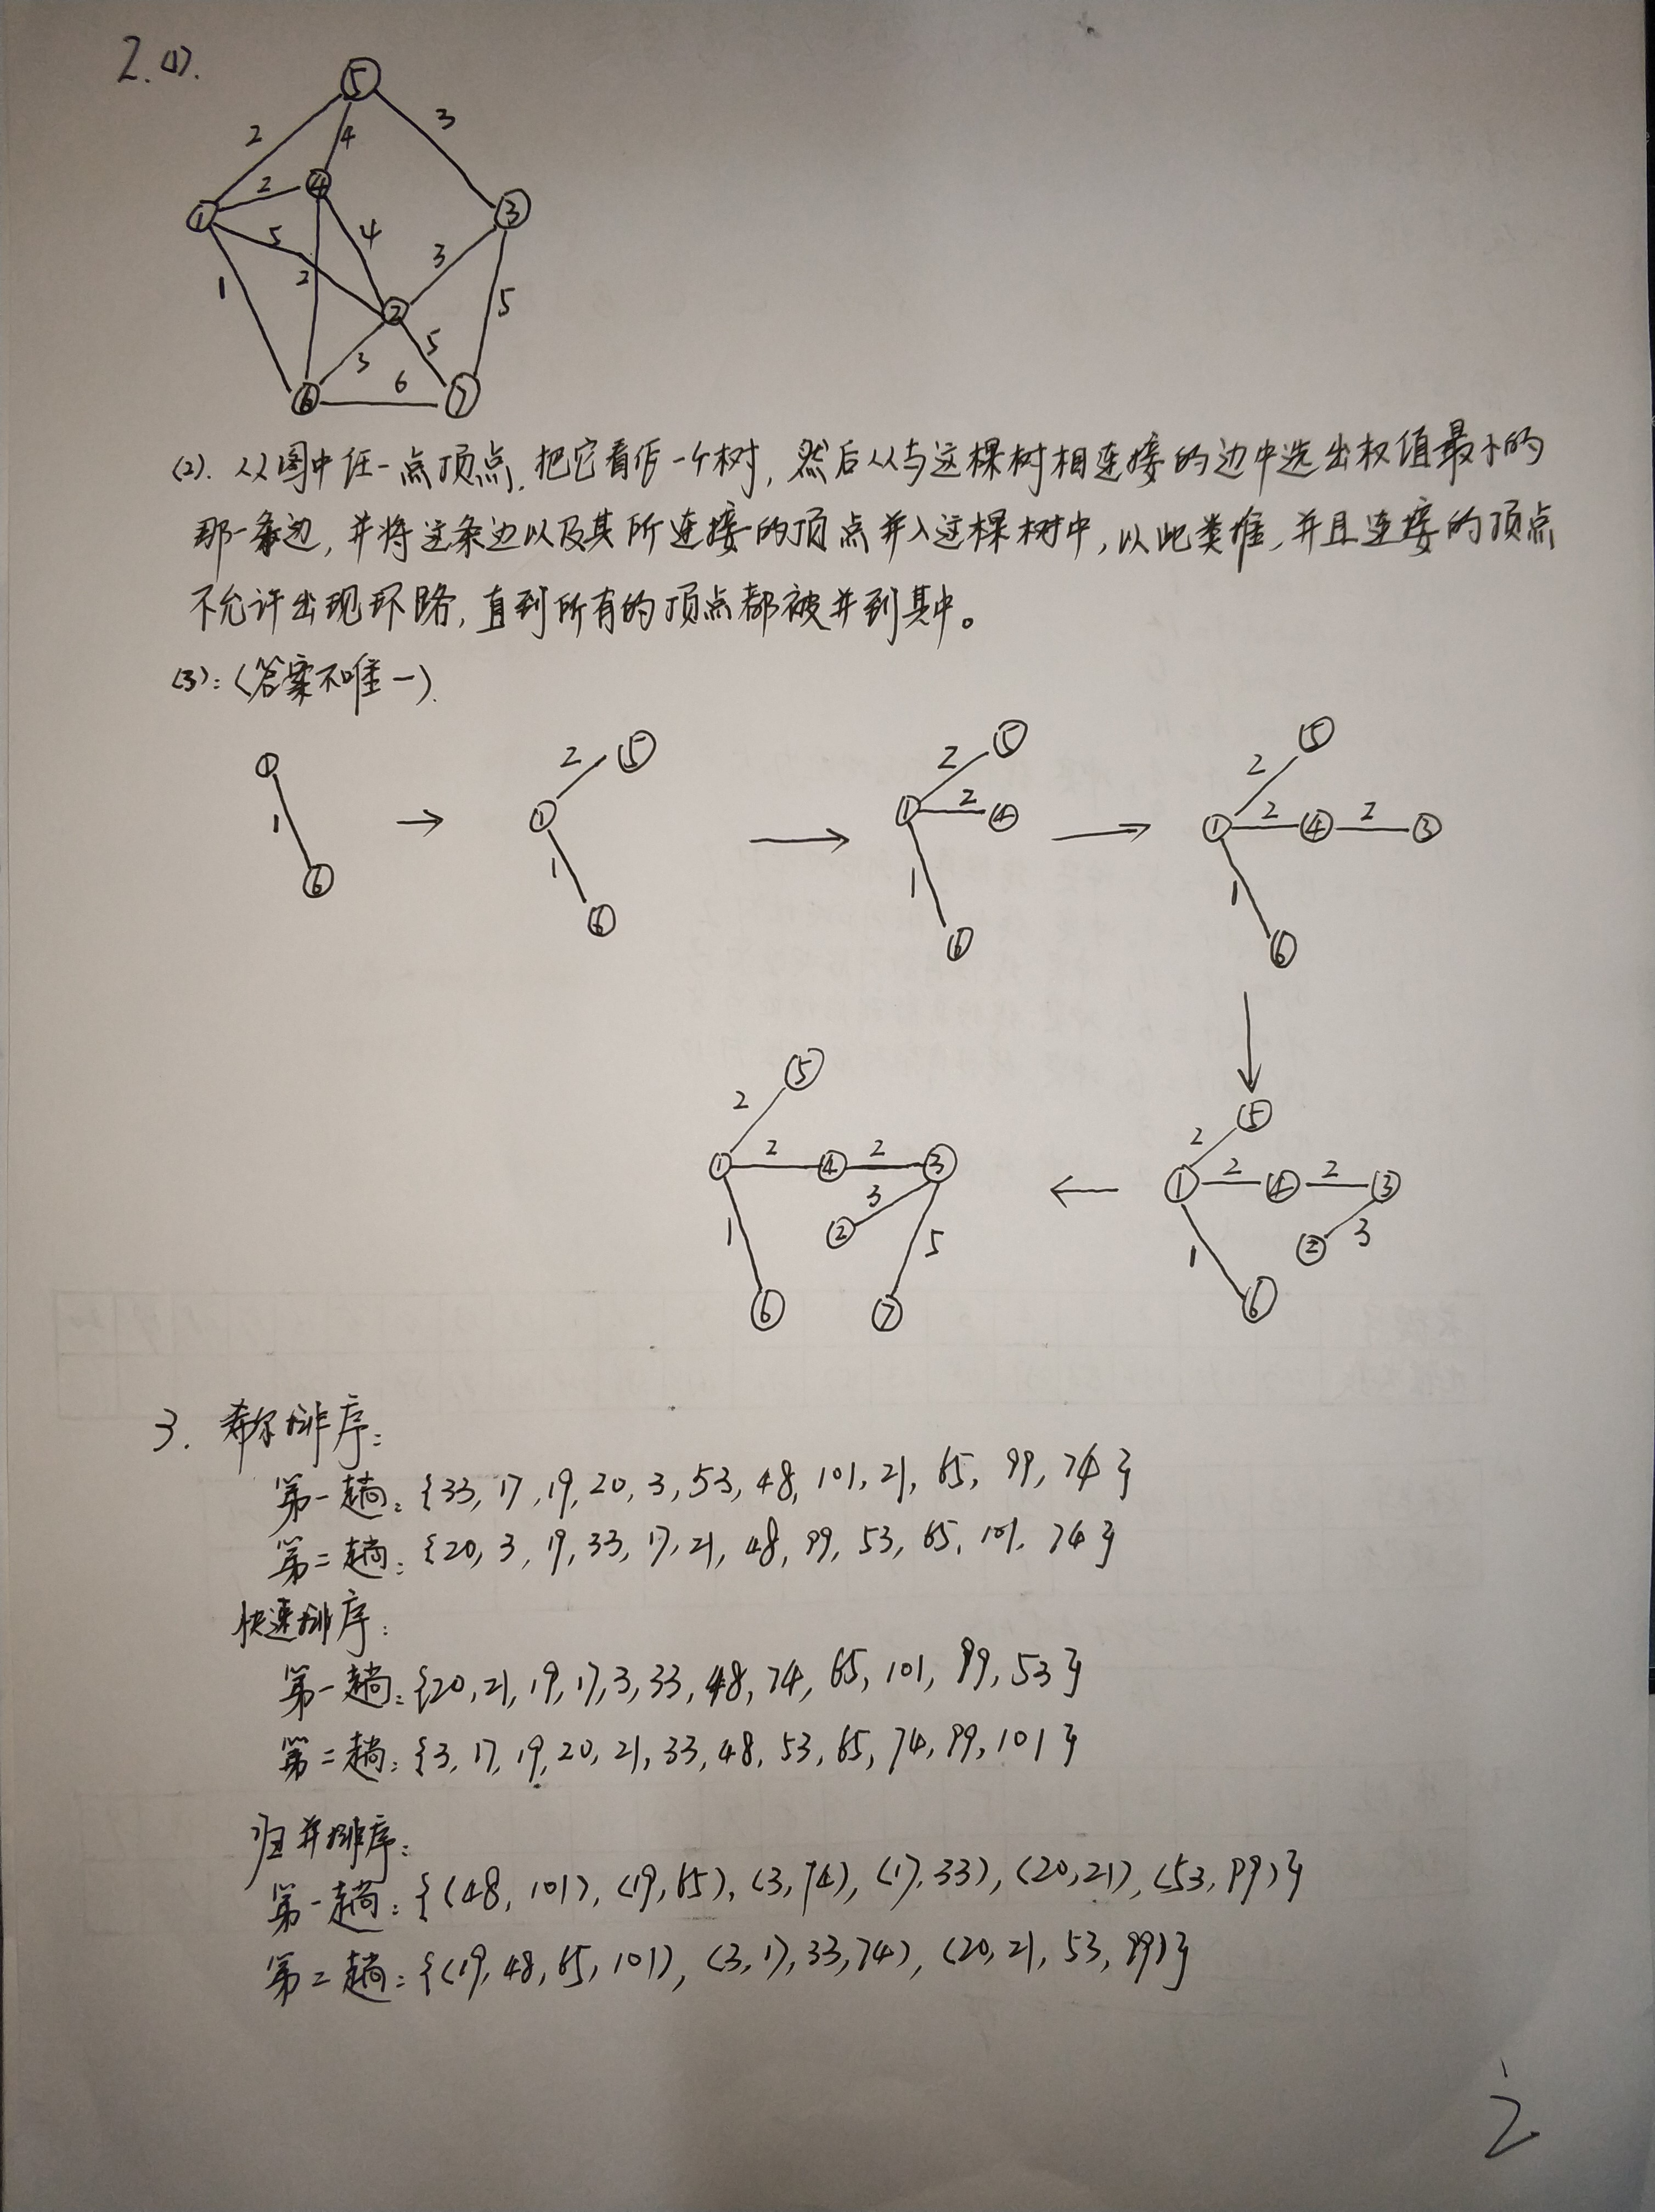 2.(1).
⑤
2 4 3
2 ④
① ③
5 4 3
1 2 5
②
3 5
6
⑥ ⑦
(2). 从图中任一点顶点,把它看作一个树,然后从与这棵树相连接的边中选出权值最小的
那一条边,并将这条边以及其所连接的顶点并入这棵树中,以此类推,并且连接的顶点
不允许出现环路,直到所有的顶点都被并到其中。
(3):(答案不唯一).
① 1 ⑥ → ⑤ 2 ① 1 ⑥ → ⑤ 2 ① 2 ④ 1 ⑥ → ⑤ 2 ① 2 ④ 2 ③ 1 ⑥
↓
⑤ 2 ① 2 ④ 2 ③ 3 ② 1 5 ⑥ ⑦ ← ⑤ 2 ① 2 ④ 2 ③ ② 3 1 ⑥
3. 希尔排序:
第一趟:{33, 17, 19, 20, 3, 53, 48, 101, 21, 65, 99, 74}
第二趟:{20, 3, 19, 33, 17, 21, 48, 99, 53, 65, 101, 74}
快速排序:
第一趟:{20, 21, 19, 17, 3, 33, 48, 74, 65, 101, 99, 53}
第二趟:{3, 17, 19, 20, 21, 33, 48, 53, 65, 74, 99, 101}
归并排序:
第一趟:{(48, 101), (19, 65), (3, 74), (17, 33), (20, 21), (53, 99)}
第二趟:{(19, 48, 65, 101), (3, 17, 33, 74), (20, 21, 53, 99)}
2